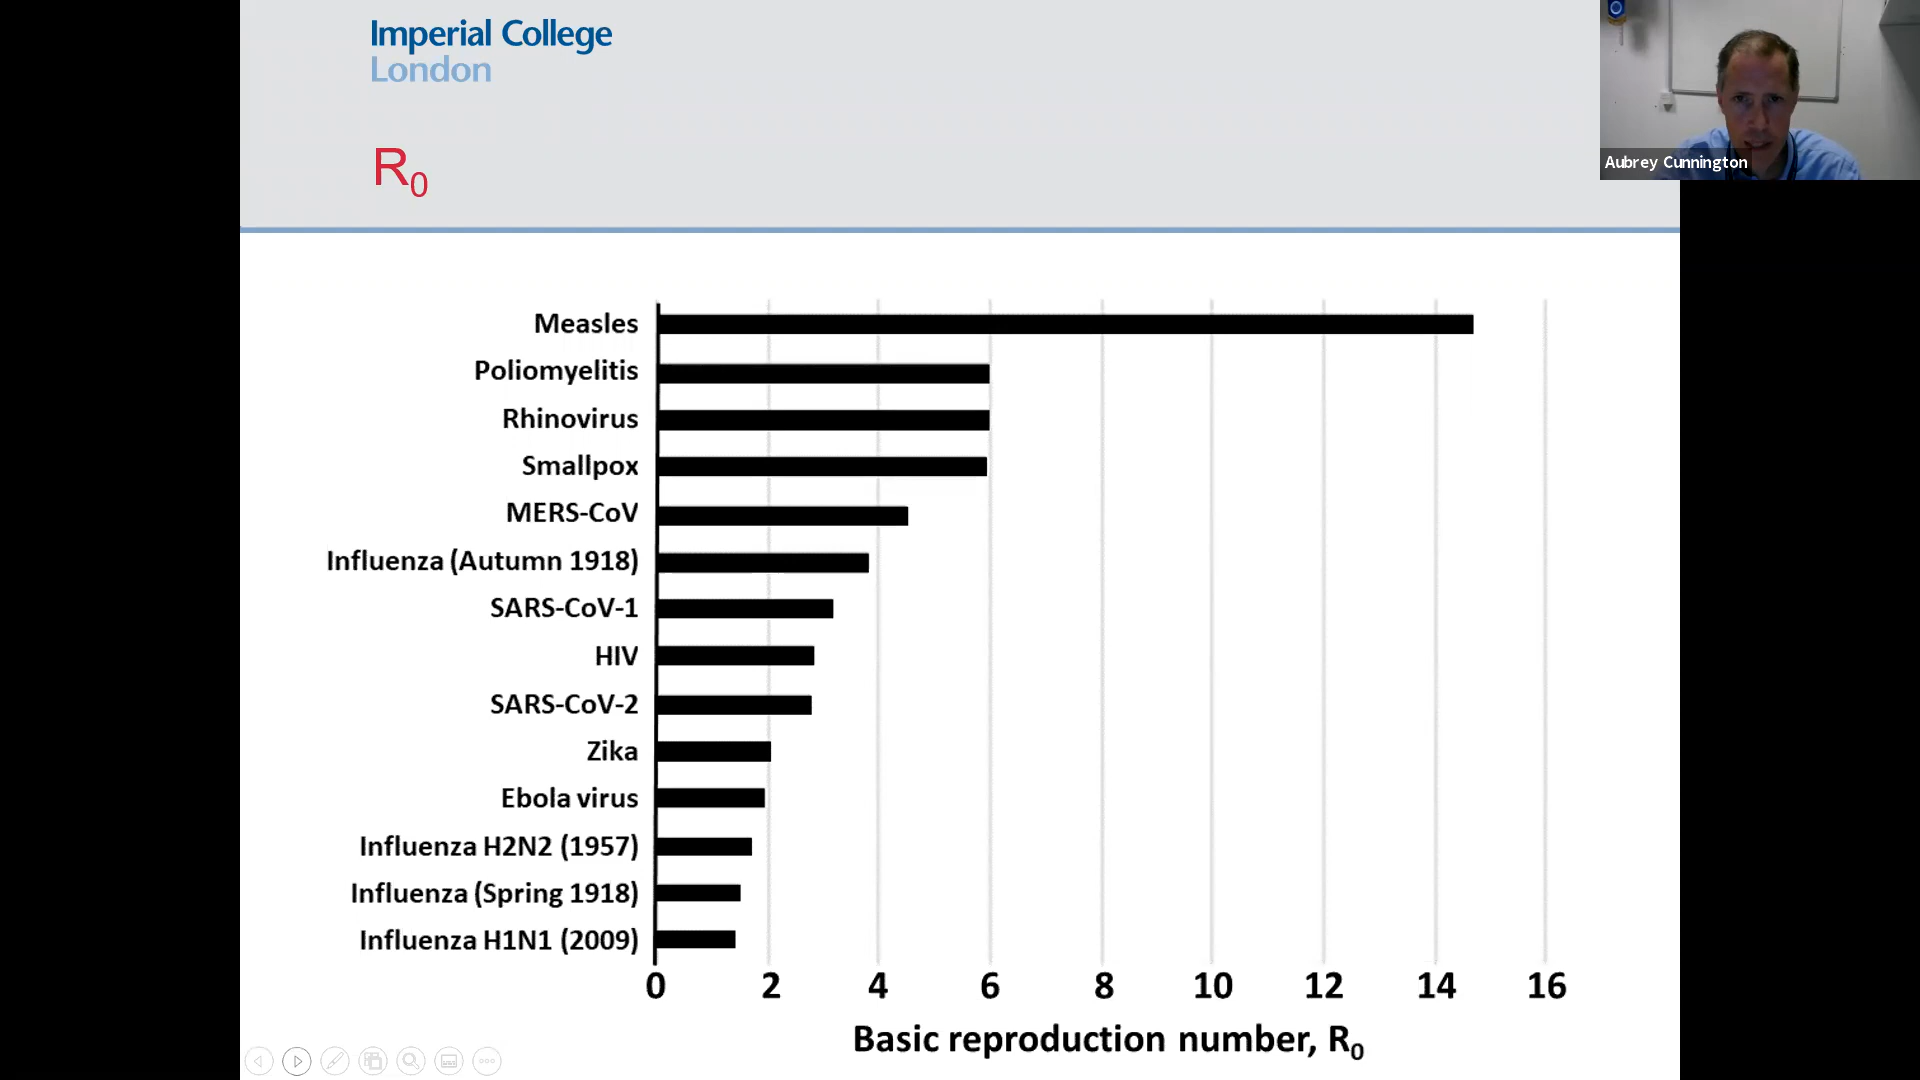 Imperial College
London
R₀
Aubrey Cunnington
Measles
Poliomyelitis
Rhinovirus
Smallpox
MERS-CoV
Influenza (Autumn 1918)
SARS-CoV-1
HIV
SARS-CoV-2
Zika
Ebola virus
Influenza H2N2 (1957)
Influenza (Spring 1918)
Influenza H1N1 (2009)
0 2 4 6 8 10 12 14 16
Basic reproduction number, R₀